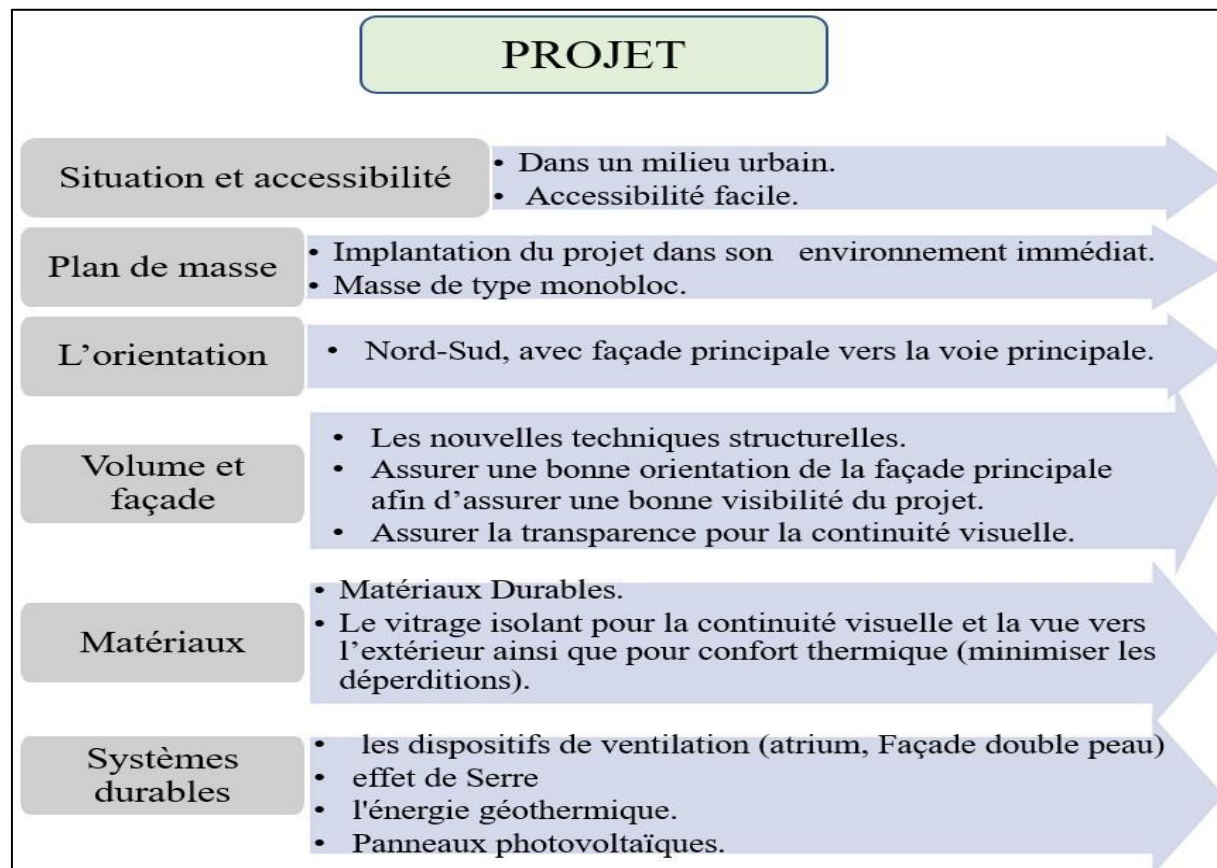 PROJET
Situation et accessibilité
• Dans un milieu urbain.
• Accessibilité facile.
Plan de masse
• Implantation du projet dans son environnement immédiat.
• Masse de type monobloc.
L’orientation
• Nord-Sud, avec façade principale vers la voie principale.
Volume et
façade
• Les nouvelles techniques structurelles.
• Assurer une bonne orientation de la façade principale
afin d’assurer une bonne visibilité du projet.
• Assurer la transparence pour la continuité visuelle.
Matériaux
• Matériaux Durables.
• Le vitrage isolant pour la continuité visuelle et la vue vers
l’extérieur ainsi que pour confort thermique (minimiser les
déperditions).
Systèmes
durables
• les dispositifs de ventilation (atrium, Façade double peau)
• effet de Serre
• l'énergie géothermique.
• Panneaux photovoltaïques.